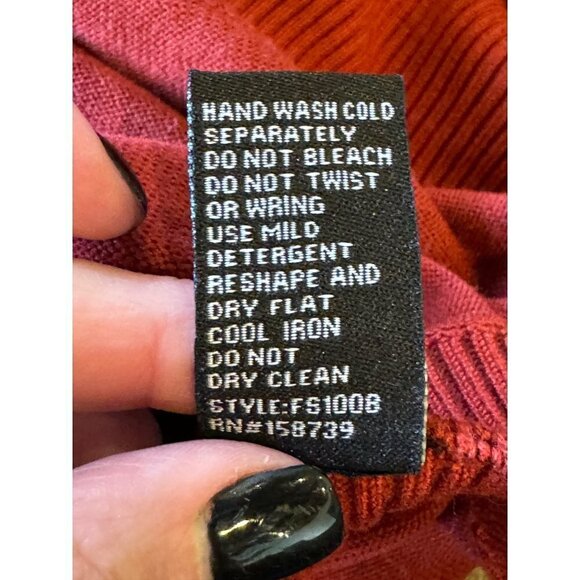 HAND WASH COLD
SEPARATELY
DO NOT BLEACH
DO NOT TWIST
OR WRING
USE MILD
DETERGENT
RESHAPE AND
DRY FLAT
COOL IRON
DO NOT
DRY CLEAN
STYLE:FS1008
RN#158739